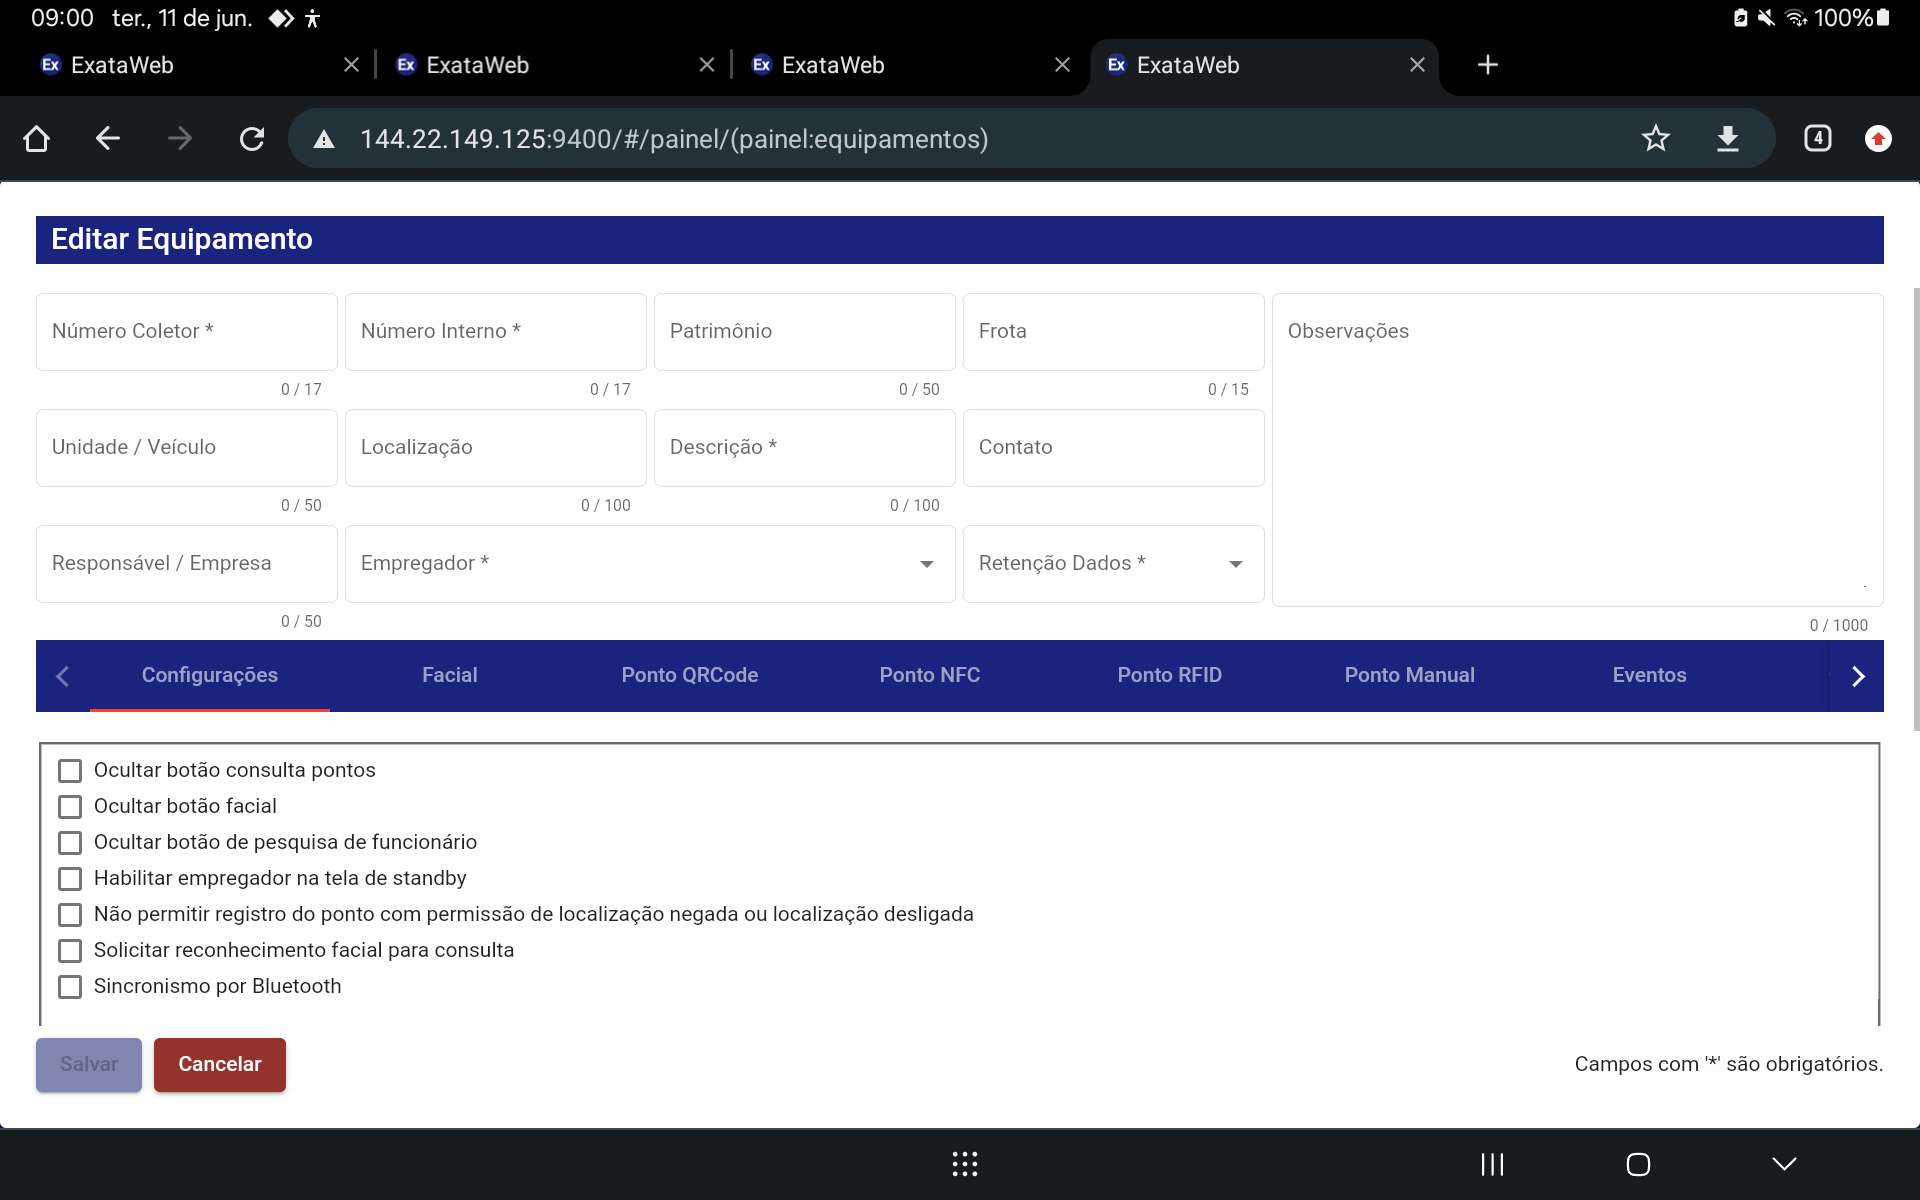 09:00 ter., 11 de jun. 100%
Ex ExataWeb Ex ExataWeb Ex ExataWeb Ex ExataWeb
144.22.149.125:9400/#/painel/(painel:equipamentos) 4
Editar Equipamento
Número Coletor * Número Interno * Patrimônio Frota Observações
0 / 17 0 / 17 0 / 50 0 / 15
Unidade / Veículo Localização Descrição * Contato
0 / 50 0 / 100 0 / 100
Responsável / Empresa Empregador * Retenção Dados *
0 / 50 0 / 1000
Configurações Facial Ponto QRCode Ponto NFC Ponto RFID Ponto Manual Eventos
Ocultar botão consulta pontos
Ocultar botão facial
Ocultar botão de pesquisa de funcionário
Habilitar empregador na tela de standby
Não permitir registro do ponto com permissão de localização negada ou localização desligada
Solicitar reconhecimento facial para consulta
Sincronismo por Bluetooth
Salvar Cancelar Campos com '*' são obrigatórios.